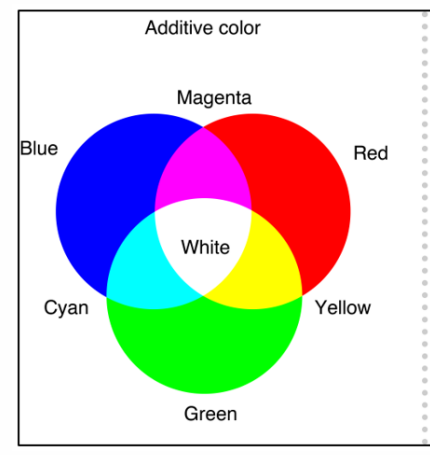 Additive color
Magenta
Blue
Red
White
Cyan
Yellow
Green